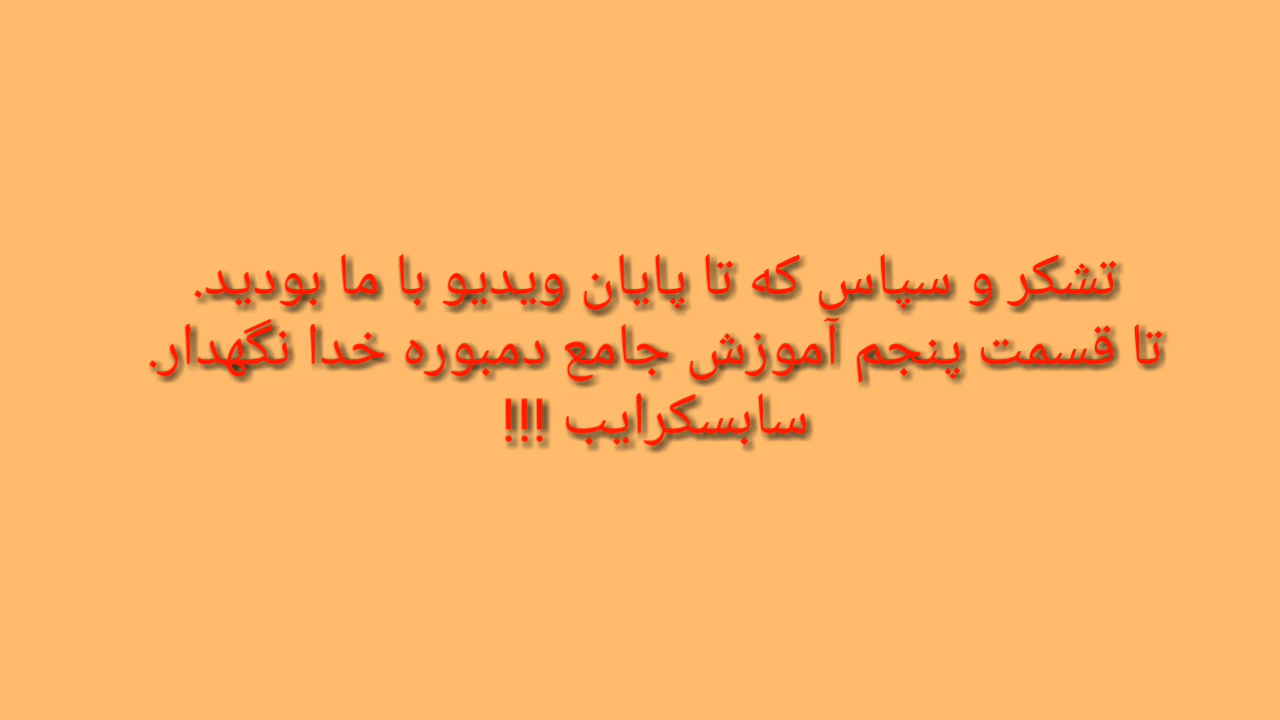 تشکر و سپاس که تا پایان ویدیو با ما بودید.
تا قسمت پنجم آموزش جامع دمبوره خدا نگهدار.
سابسکرایب !!!